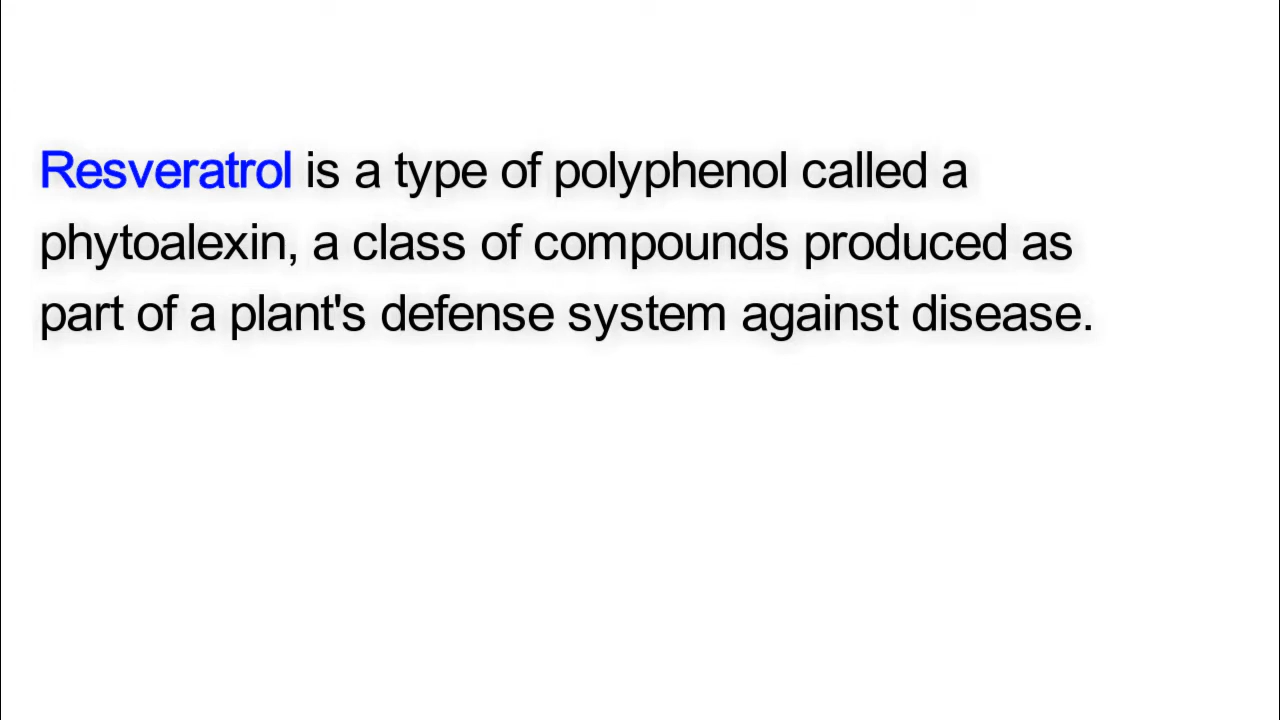 Resveratrol is a type of polyphenol called a
phytoalexin, a class of compounds produced as
part of a plant's defense system against disease.